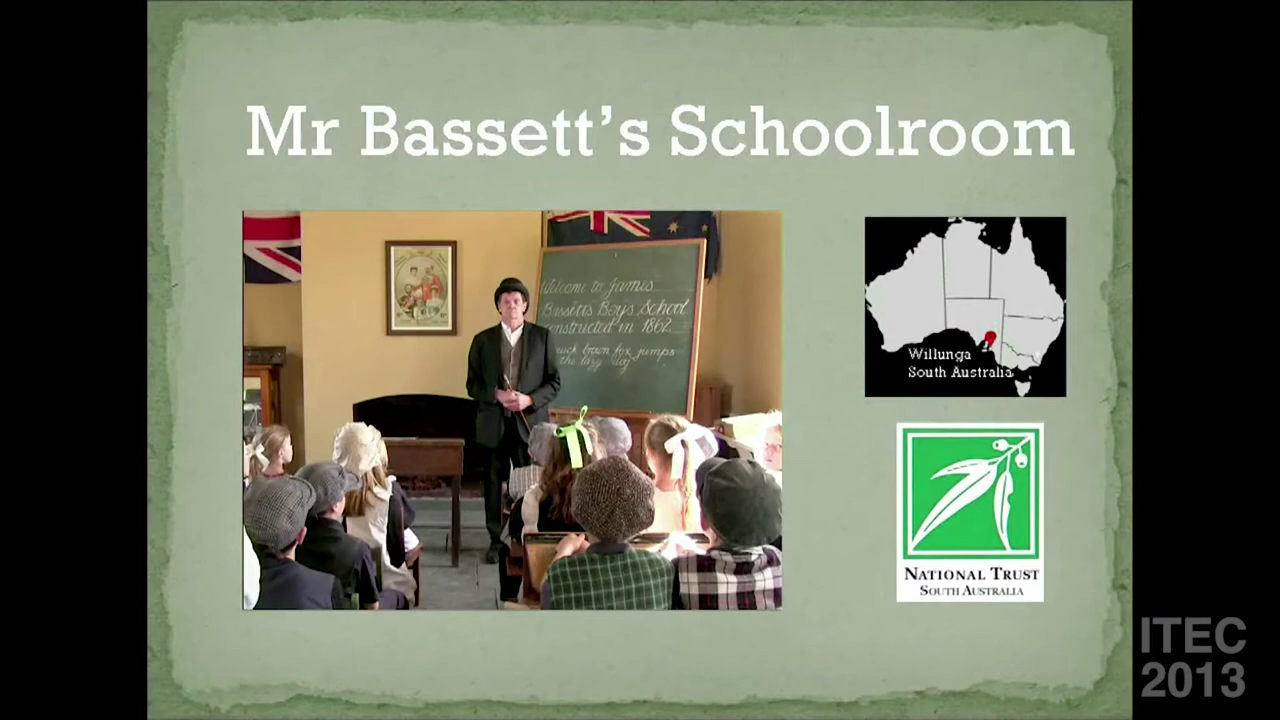 Mr Bassett’s Schoolroom
Welcome to James
Bassett's Boys School
constructed in 1862
quick brown fox jumps
the lazy dog
Willunga
South Australia
NATIONAL TRUST
SOUTH AUSTRALIA
ITEC
2013